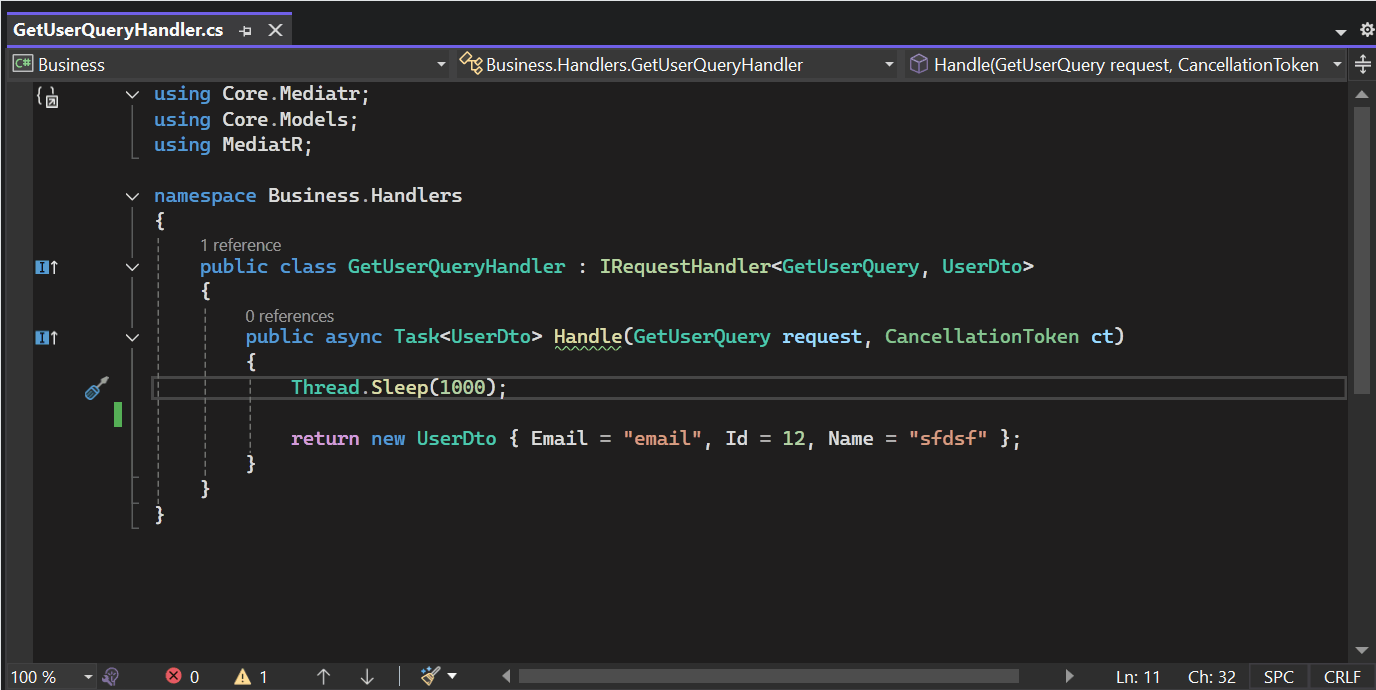 GetUserQueryHandler.cs
C# Business Business.Handlers.GetUserQueryHandler Handle(GetUserQuery request, CancellationToken
using Core.Mediatr;
using Core.Models;
using MediatR;
namespace Business.Handlers
{
1 reference
public class GetUserQueryHandler : IRequestHandler<GetUserQuery, UserDto>
{
0 references
public async Task<UserDto> Handle(GetUserQuery request, CancellationToken ct)
{
Thread.Sleep(1000);
return new UserDto { Email = "email", Id = 12, Name = "sfdsf" };
}
}
}
100 % 0 1 Ln: 11 Ch: 32 SPC CRLF